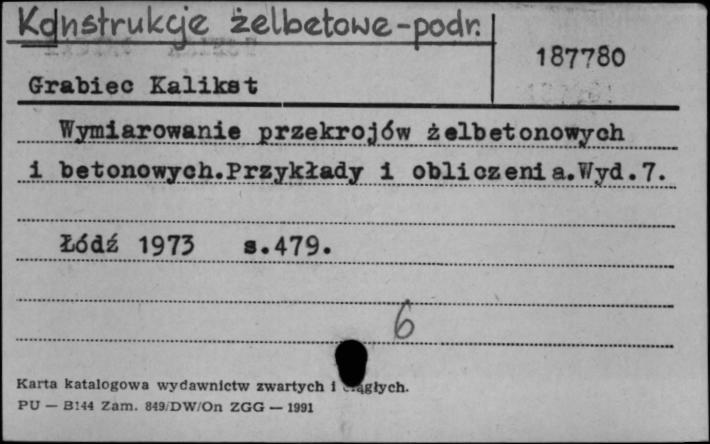 Konstrukcje żelbetowe-podr.
187780
Grabiec Kalikst
Wymiarowanie przekrojów żelbetonowych
i betonowych.Przykłady i obliczenia.Wyd.7.
Łódź 1973 s.479.
6
Karta katalogowa wydawnictw zwartych i ciągłych.
PU — B144 Zam. 849/DW/On ZGG — 1991